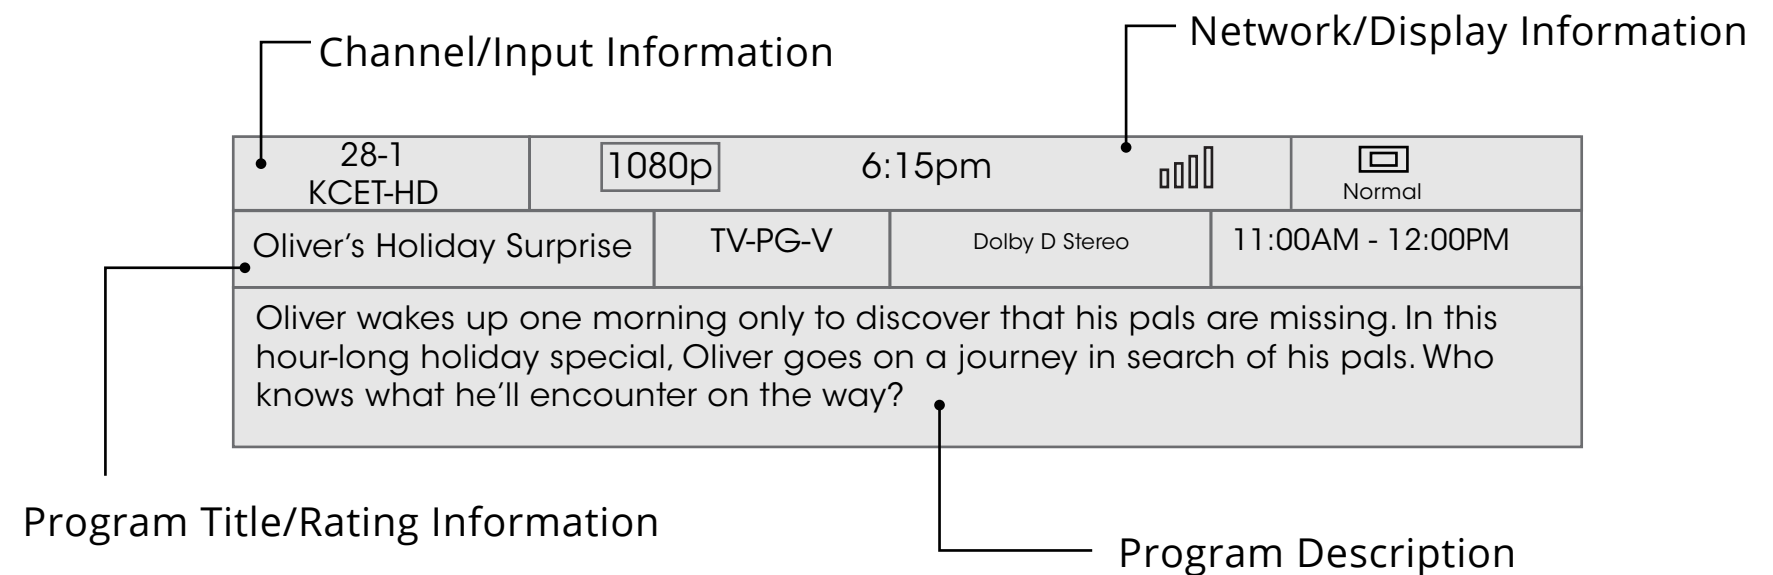 Network/Display Information
Channel/Input Information
28-1
KCET-HD
1080p
6:15pm
Normal
Oliver’s Holiday Surprise
TV-PG-V
Dolby D Stereo
11:00AM - 12:00PM
Oliver wakes up one morning only to discover that his pals are missing. In this
hour-long holiday special, Oliver goes on a journey in search of his pals. Who
knows what he’ll encounter on the way?
Program Title/Rating Information
Program Description